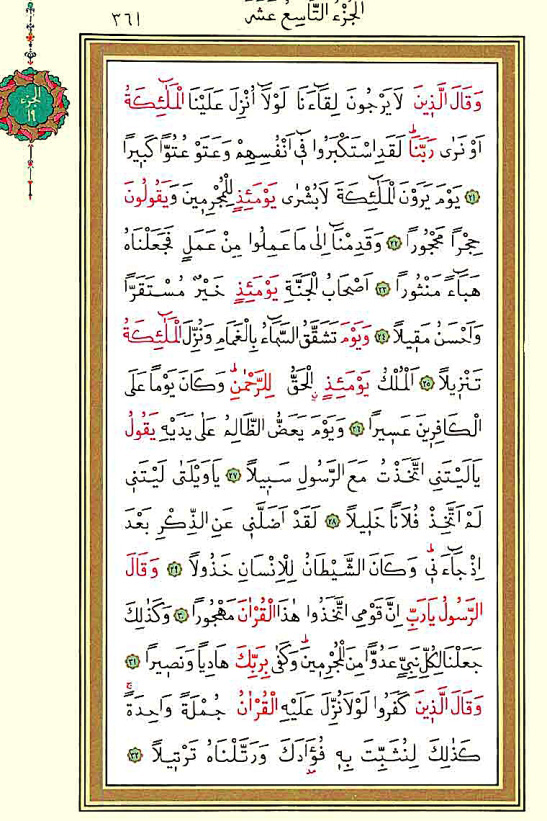 الجزء التاسع عشر
٣٦١
الجزء
١٩
وَقَالَ الَّذِينَ لَا يَرْجُونَ لِقَاءَنَا لَوْلَا أُنْزِلَ عَلَيْنَا الْمَلٰٓئِكَةُ
اَوْ نَرٰى رَبَّنَا لَقَدِ اسْتَكْبَرُوا فِى اَنْفُسِهِمْ وَعَتَوْ عُتُوًّا كَبِيرًا
﴿٢١﴾ يَوْمَ يَرَوْنَ الْمَلٰٓئِكَةَ لَا بُشْرٰى يَوْمَئِذٍ لِلْمُجْرِمِينَ وَيَقُولُونَ
حِجْرًا مَحْجُورًا ﴿٢٢﴾ وَقَدِمْنَا اِلٰى مَا عَمِلُوا مِنْ عَمَلٍ فَجَعَلْنَاهُ
هَبَاءً مَنْثُورًا ﴿٢٣﴾ اَصْحَابُ الْجَنَّةِ يَوْمَئِذٍ خَيْرٌ مُسْتَقَرًّا
وَاَحْسَنُ مَقِيلًا ﴿٢٤﴾ وَيَوْمَ تَشَقَّقُ السَّمَاءُ بِالْغَمَامِ وَنُزِّلَ الْمَلٰٓئِكَةُ
تَنْزِيلًا ﴿٢٥﴾ اَلْمُلْكُ يَوْمَئِذٍ الْحَقُّ لِلرَّحْمٰنِ وَكَانَ يَوْمًا عَلَى
الْكَافِرِينَ عَسِيرًا ﴿٢٦﴾ وَيَوْمَ يَعَضُّ الظَّالِمُ عَلٰى يَدَيْهِ يَقُولُ
يَالَيْتَنِى اتَّخَذْتُ مَعَ الرَّسُولِ سَبِيلًا ﴿٢٧﴾ يَاوَيْلَتٰى لَيْتَنِى
لَمْ اَتَّخِذْ فُلَانًا خَلِيلًا ﴿٢٨﴾ لَقَدْ اَضَلَّنِى عَنِ الذِّكْرِ بَعْدَ
اِذْ جَاءَنِى وَكَانَ الشَّيْطَانُ لِلْاِنْسَانِ خَذُولًا ﴿٢٩﴾ وَقَالَ
الرَّسُولُ يَارَبِّ اِنَّ قَوْمِى اتَّخَذُوا هٰذَا الْقُرْاٰنَ مَهْجُورًا ﴿٣٠﴾ وَكَذٰلِكَ
جَعَلْنَا لِكُلِّ نَبِىٍّ عَدُوًّا مِنَ الْمُجْرِمِينَ وَكَفٰى بِرَبِّكَ هَادِيًا وَنَصِيرًا ﴿٣١﴾
وَقَالَ الَّذِينَ كَفَرُوا لَوْلَا نُزِّلَ عَلَيْهِ الْقُرْاٰنُ جُمْلَةً وَاحِدَةً
كَذٰلِكَ لِنُثَبِّتَ بِهِ فُؤَادَكَ وَرَتَّلْنَاهُ تَرْتِيلًا ﴿٣٢﴾